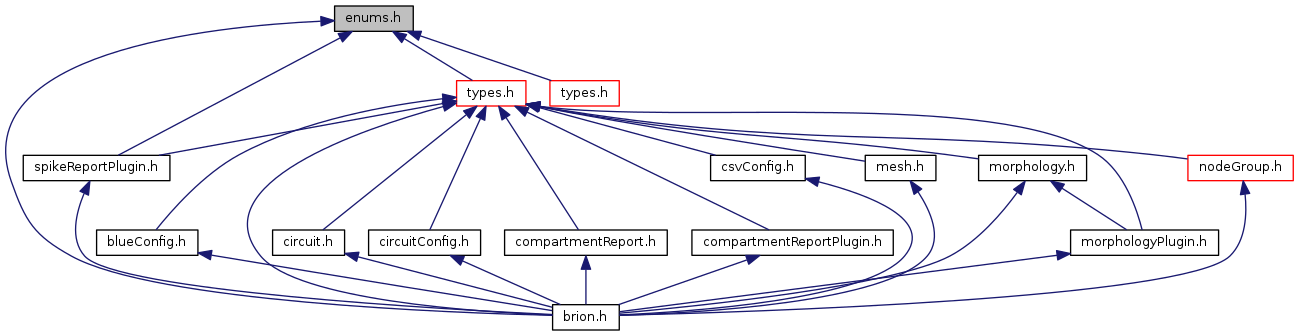 enums.h
types.h
types.h
spikeReportPlugin.h
csvConfig.h
mesh.h
morphology.h
nodeGroup.h
blueConfig.h
circuit.h
circuitConfig.h
compartmentReport.h
compartmentReportPlugin.h
morphologyPlugin.h
brion.h